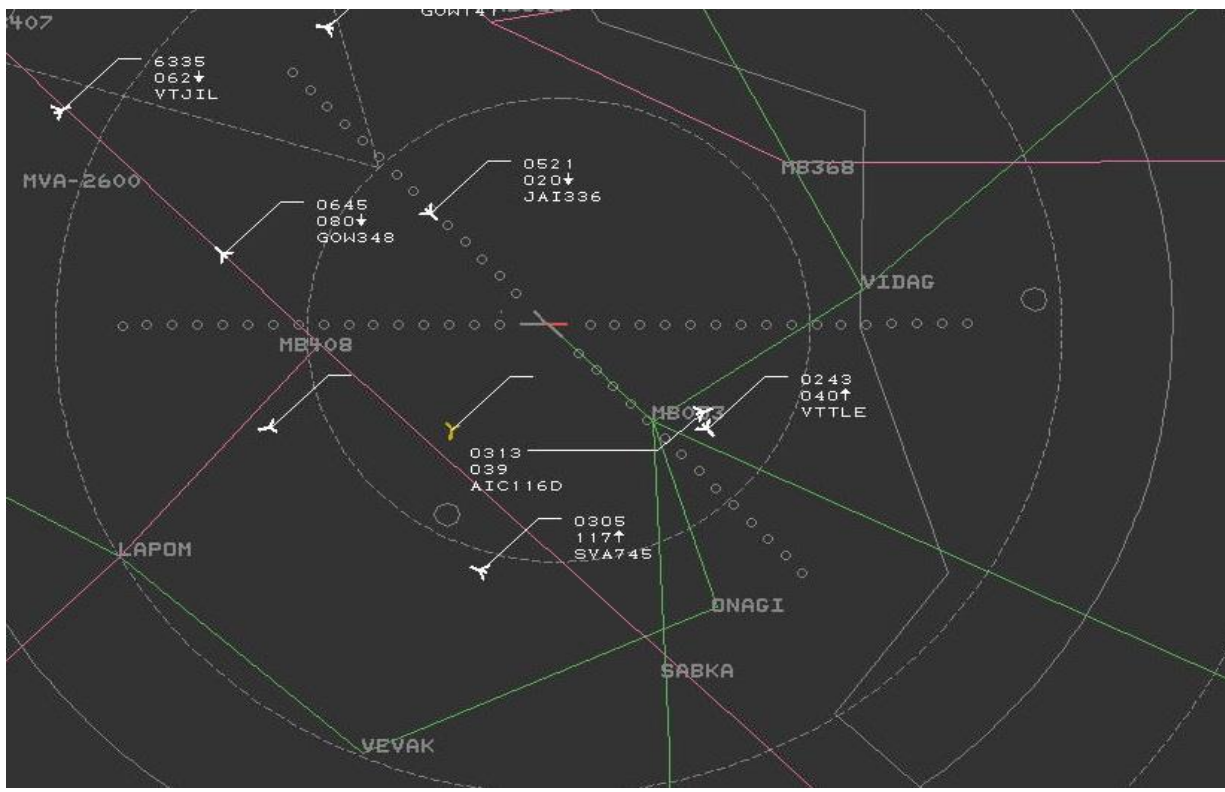 407
6335
062↓
VTJIL
MVA-2600
0521
020↓
JAI336
MB368
0645
080↓
GOW348
VIDAG
MB408
0243
040↑
VTTLE
0313
039
AIC116D
0305
117↑
SVA745
LAPOM
ONAGI
SABKA
VEVAK